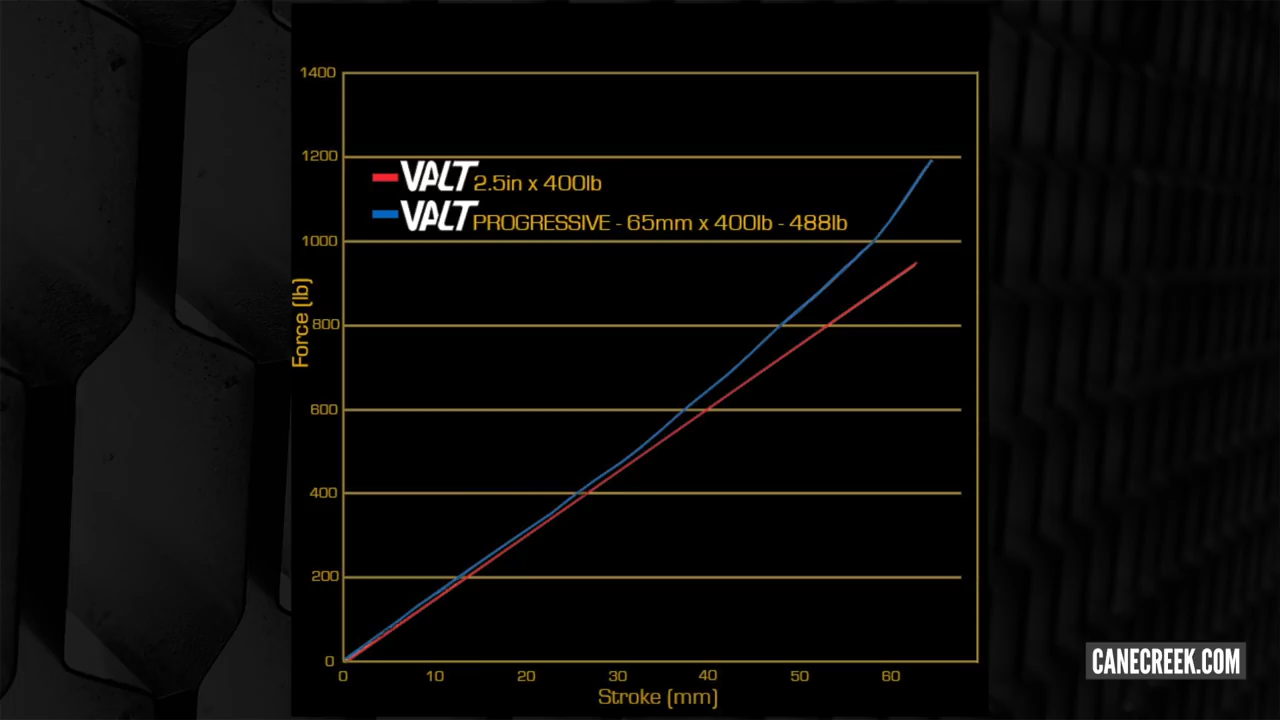 1400
1200
VALT 2.5in x 400lb
VALT PROGRESSIVE - 65mm x 400lb - 488lb
1000
Force (lb)
800
600
400
200
0
0 10 20 30 40 50 60
Stroke (mm)
CANECREEK.COM